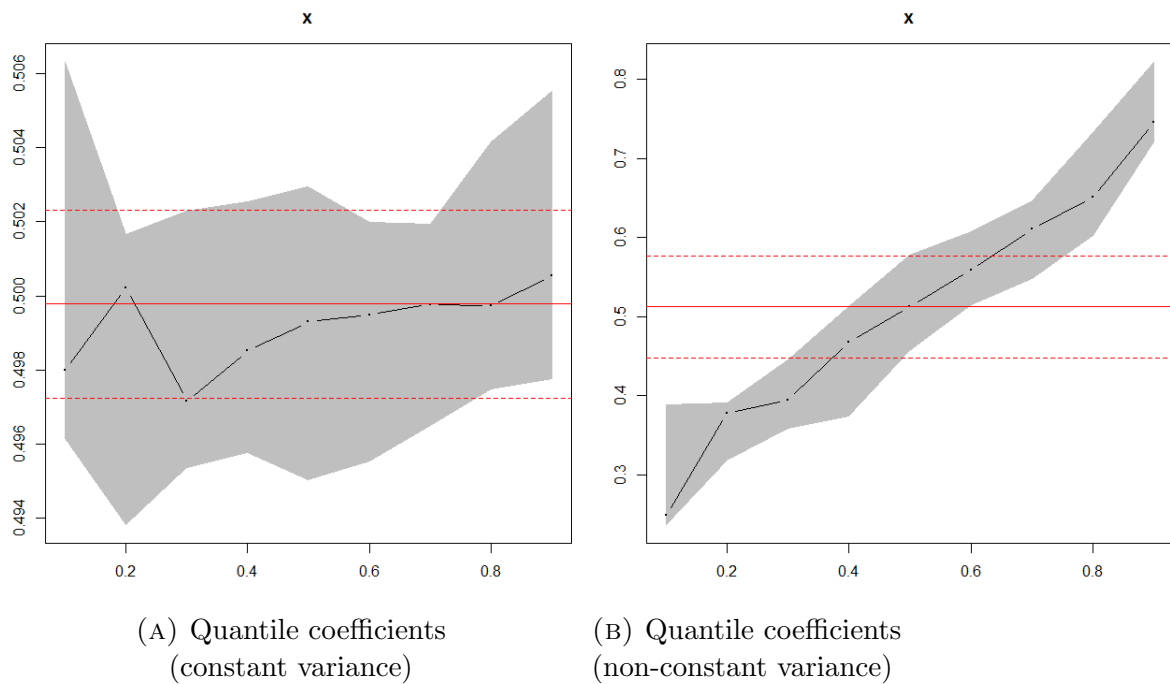 x
0.506
0.504
0.502
0.500
0.498
0.496
0.494
0.2 0.4 0.6 0.8
(A) Quantile coefficients
(constant variance)
x
0.8
0.7
0.6
0.5
0.4
0.3
0.2 0.4 0.6 0.8
(B) Quantile coefficients
(non-constant variance)